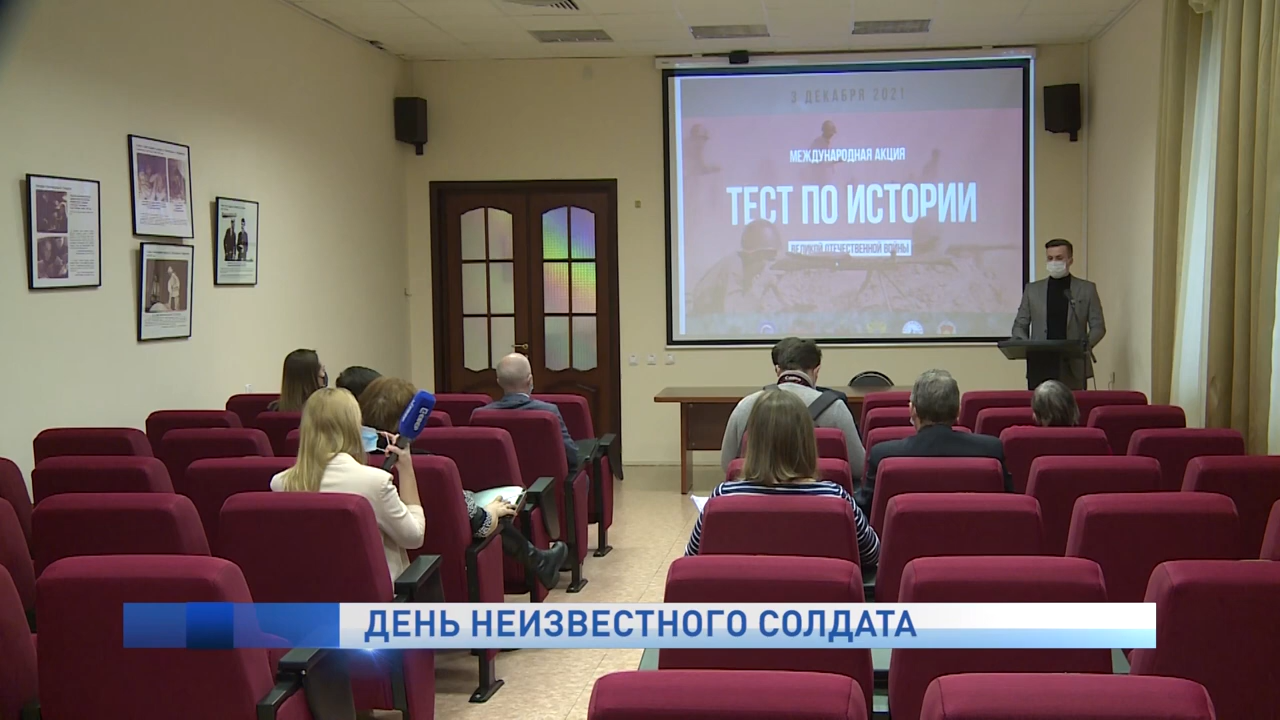 3 ДЕКАБРЯ 2021
МЕЖДУНАРОДНАЯ АКЦИЯ
ТЕСТ ПО ИСТОРИИ
ВЕЛИКОЙ ОТЕЧЕСТВЕННОЙ ВОЙНЫ
ДЕНЬ НЕИЗВЕСТНОГО СОЛДАТА